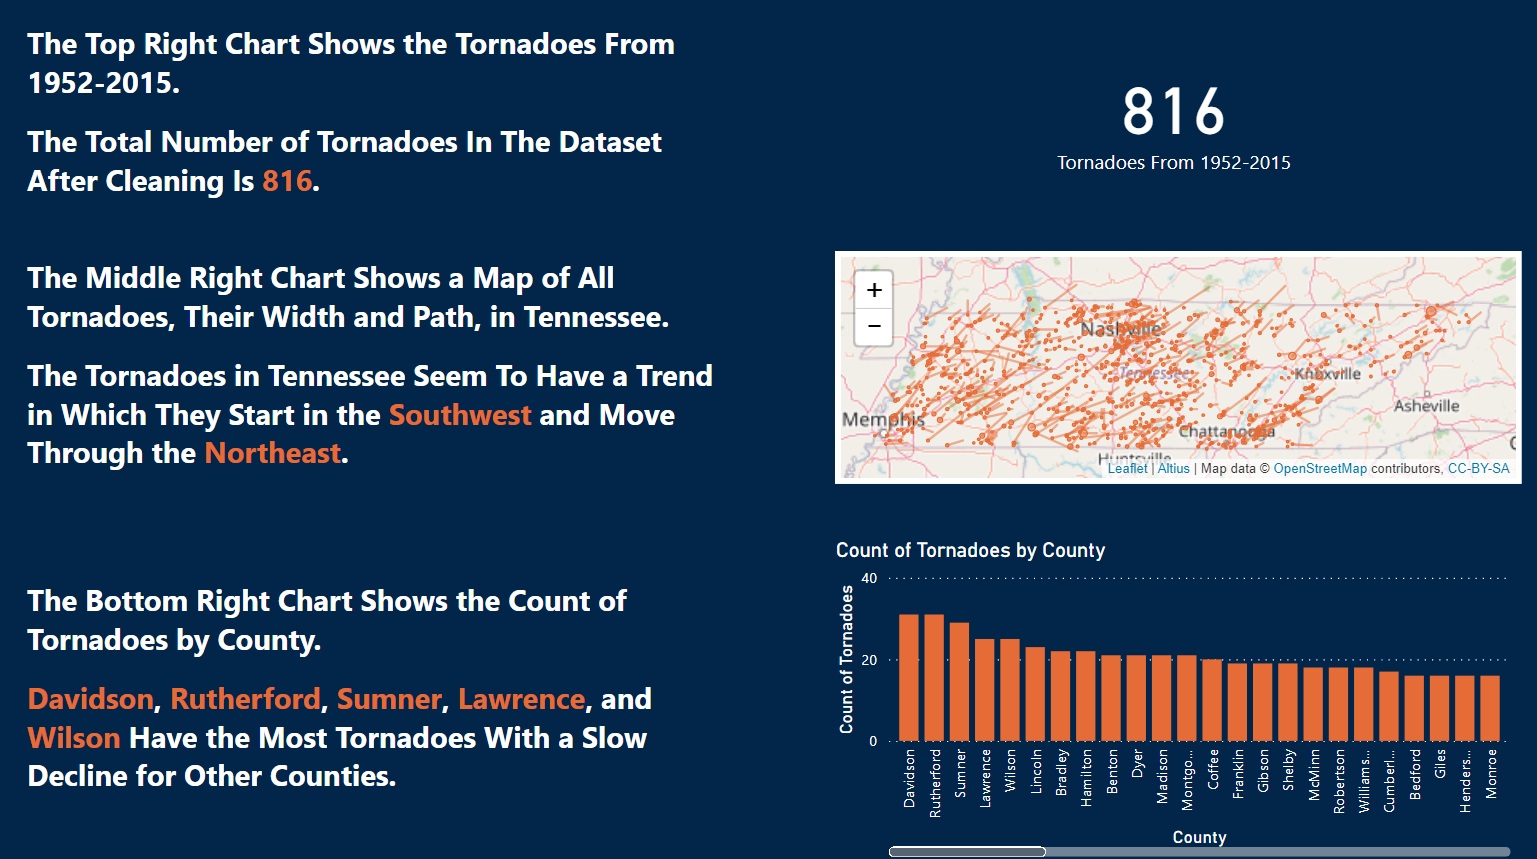 The Top Right Chart Shows the Tornadoes From
1952-2015.
The Total Number of Tornadoes In The Dataset
After Cleaning Is 816.
The Middle Right Chart Shows a Map of All
Tornadoes, Their Width and Path, in Tennessee.
The Tornadoes in Tennessee Seem To Have a Trend
in Which They Start in the Southwest and Move
Through the Northeast.
The Bottom Right Chart Shows the Count of
Tornadoes by County.
Davidson, Rutherford, Sumner, Lawrence, and
Wilson Have the Most Tornadoes With a Slow
Decline for Other Counties.
816
Tornadoes From 1952-2015
+
−
Nashville
Tennessee
Knoxville
Asheville
Memphis
Chattanooga
Huntsville
Leaflet | Altius | Map data © OpenStreetMap contributors, CC-BY-SA
Count of Tornadoes by County
Count of Tornadoes
40
20
0
Davidson
Rutherford
Sumner
Lawrence
Wilson
Lincoln
Bradley
Hamilton
Benton
Dyer
Madison
Montgo...
Coffee
Franklin
Gibson
Shelby
McMinn
Robertson
Williams...
Cumberl...
Bedford
Giles
Henders...
Monroe
County